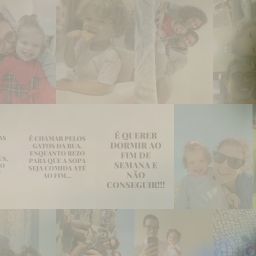 É CHAMAR PELOS
GATOS DA RUA,
ENQUANTO REZO
PARA QUE A SOPA
SEJA COMIDA ATÉ
AO FIM...
É QUERER
DORMIR AO
FIM DE
SEMANA E
NÃO
CONSEGUIR!!!